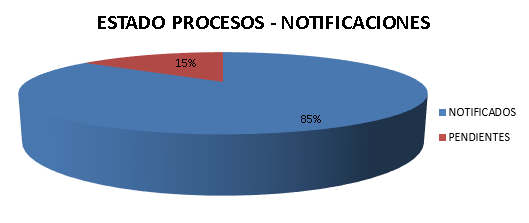 ESTADO PROCESOS - NOTIFICACIONES
15%
85%
NOTIFICADOS
PENDIENTES